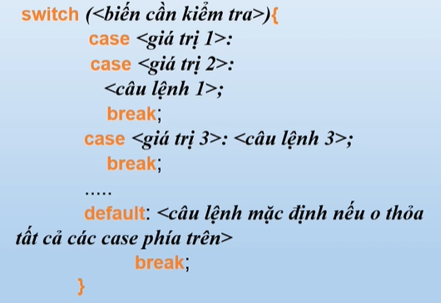 switch (<biến cần kiểm tra>){
case <giá trị 1>:
case <giá trị 2>:
<câu lệnh 1>;
break;
case <giá trị 3>: <câu lệnh 3>;
break;
.....
default: <câu lệnh mặc định nếu o thỏa
tất cả các case phía trên>
break;
}